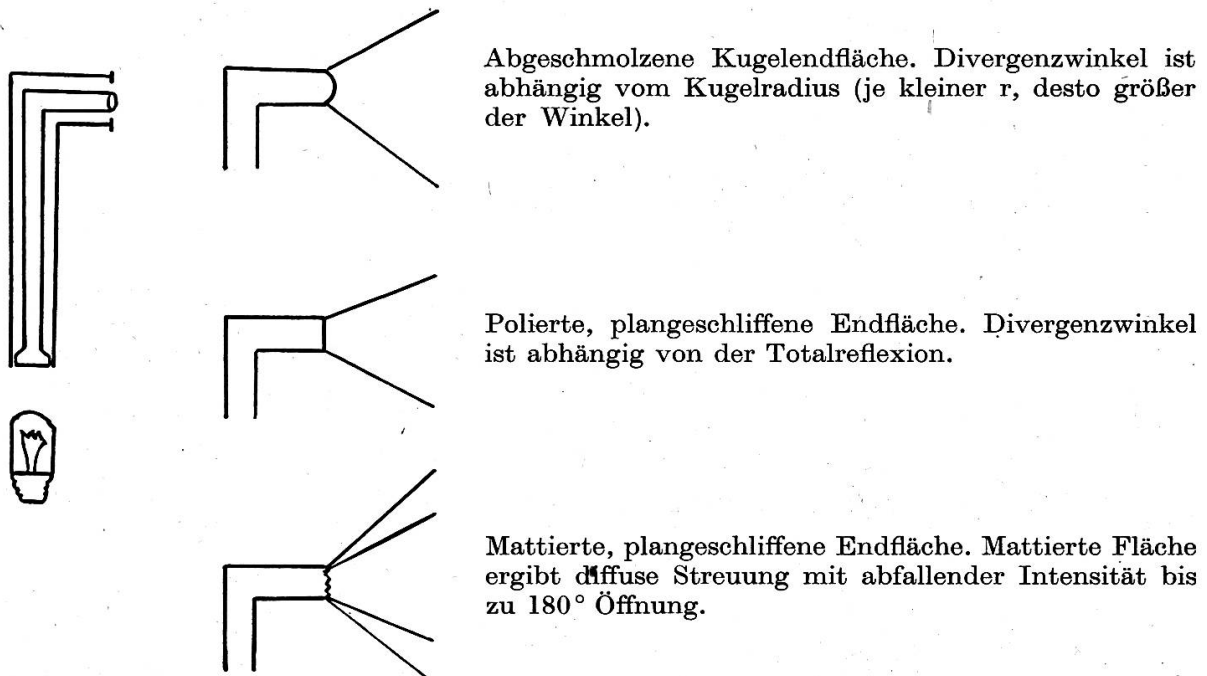 Abgeschmolzene Kugelendfläche. Divergenzwinkel ist
abhängig vom Kugelradius (je kleiner r, desto größer
der Winkel).
Polierte, plangeschliffene Endfläche. Divergenzwinkel
ist abhängig von der Totalreflexion.
Mattierte, plangeschliffene Endfläche. Mattierte Fläche
ergibt diffuse Streuung mit abfallender Intensität bis
zu 180° Öffnung.